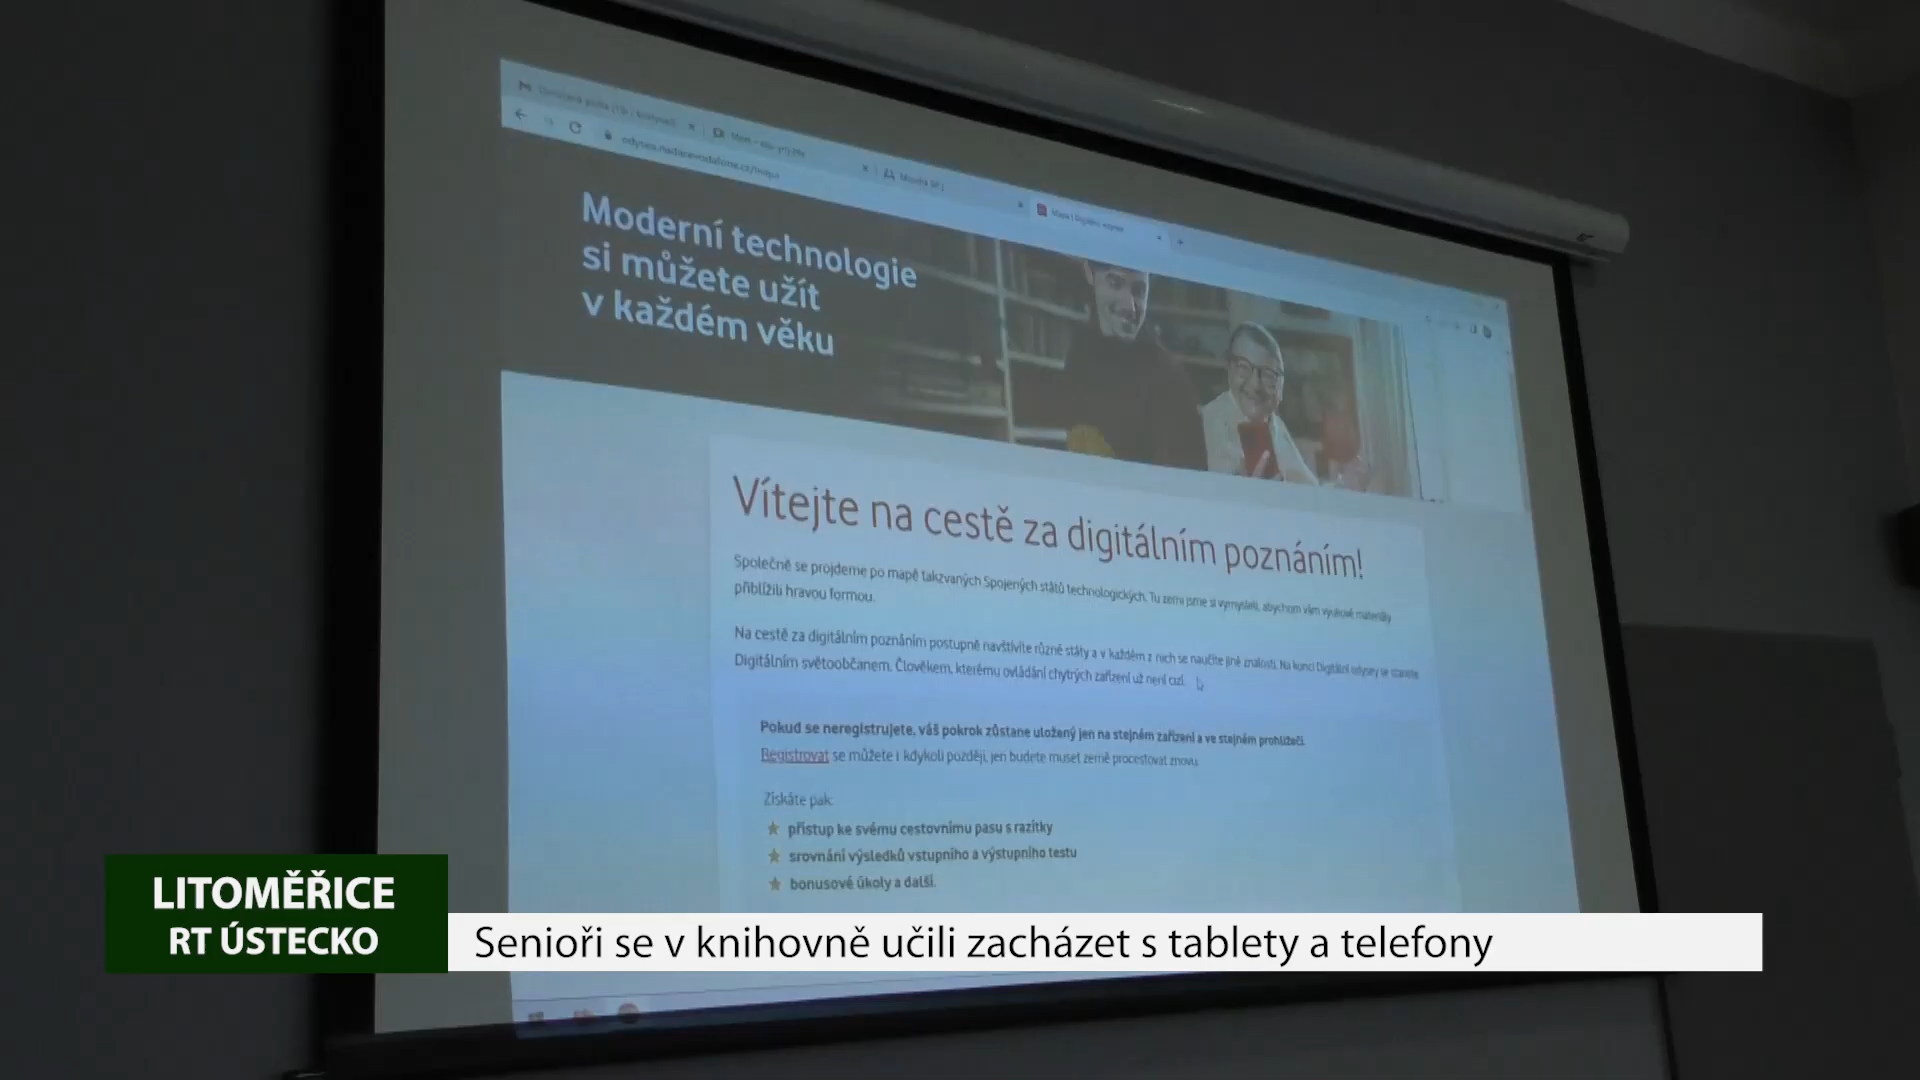 odysea.nadacevodafone.cz/mapa
Moderní technologie
si můžete užít
v každém věku
Vítejte na cestě za digitálním poznáním!
Společně se projdeme po mapě takzvaných Spojených států technologických. Tu zemi jsme si vymysleli, abychom vám výukové materiály
přiblížili hravou formou.
Na cestě za digitálním poznáním postupně navštívíte různé státy a v každém z nich se naučíte jiné znalosti. Na konci Digitální odysey se stanete
Digitálním světoobčanem. Člověkem, kterému ovládání chytrých zařízení už není cizí.
Pokud se neregistrujete, váš pokrok zůstane uložený jen na stejném zařízení a ve stejném prohlížeči.
Registrovat se můžete i kdykoli později, jen budete muset země procestovat znovu.
Získáte pak:
přístup ke svému cestovnímu pasu s razítky
srovnání výsledků vstupního a výstupního testu
bonusové úkoly a další.
LITOMĚŘICE
RT ÚSTECKO
Senioři se v knihovně učili zacházet s tablety a telefony